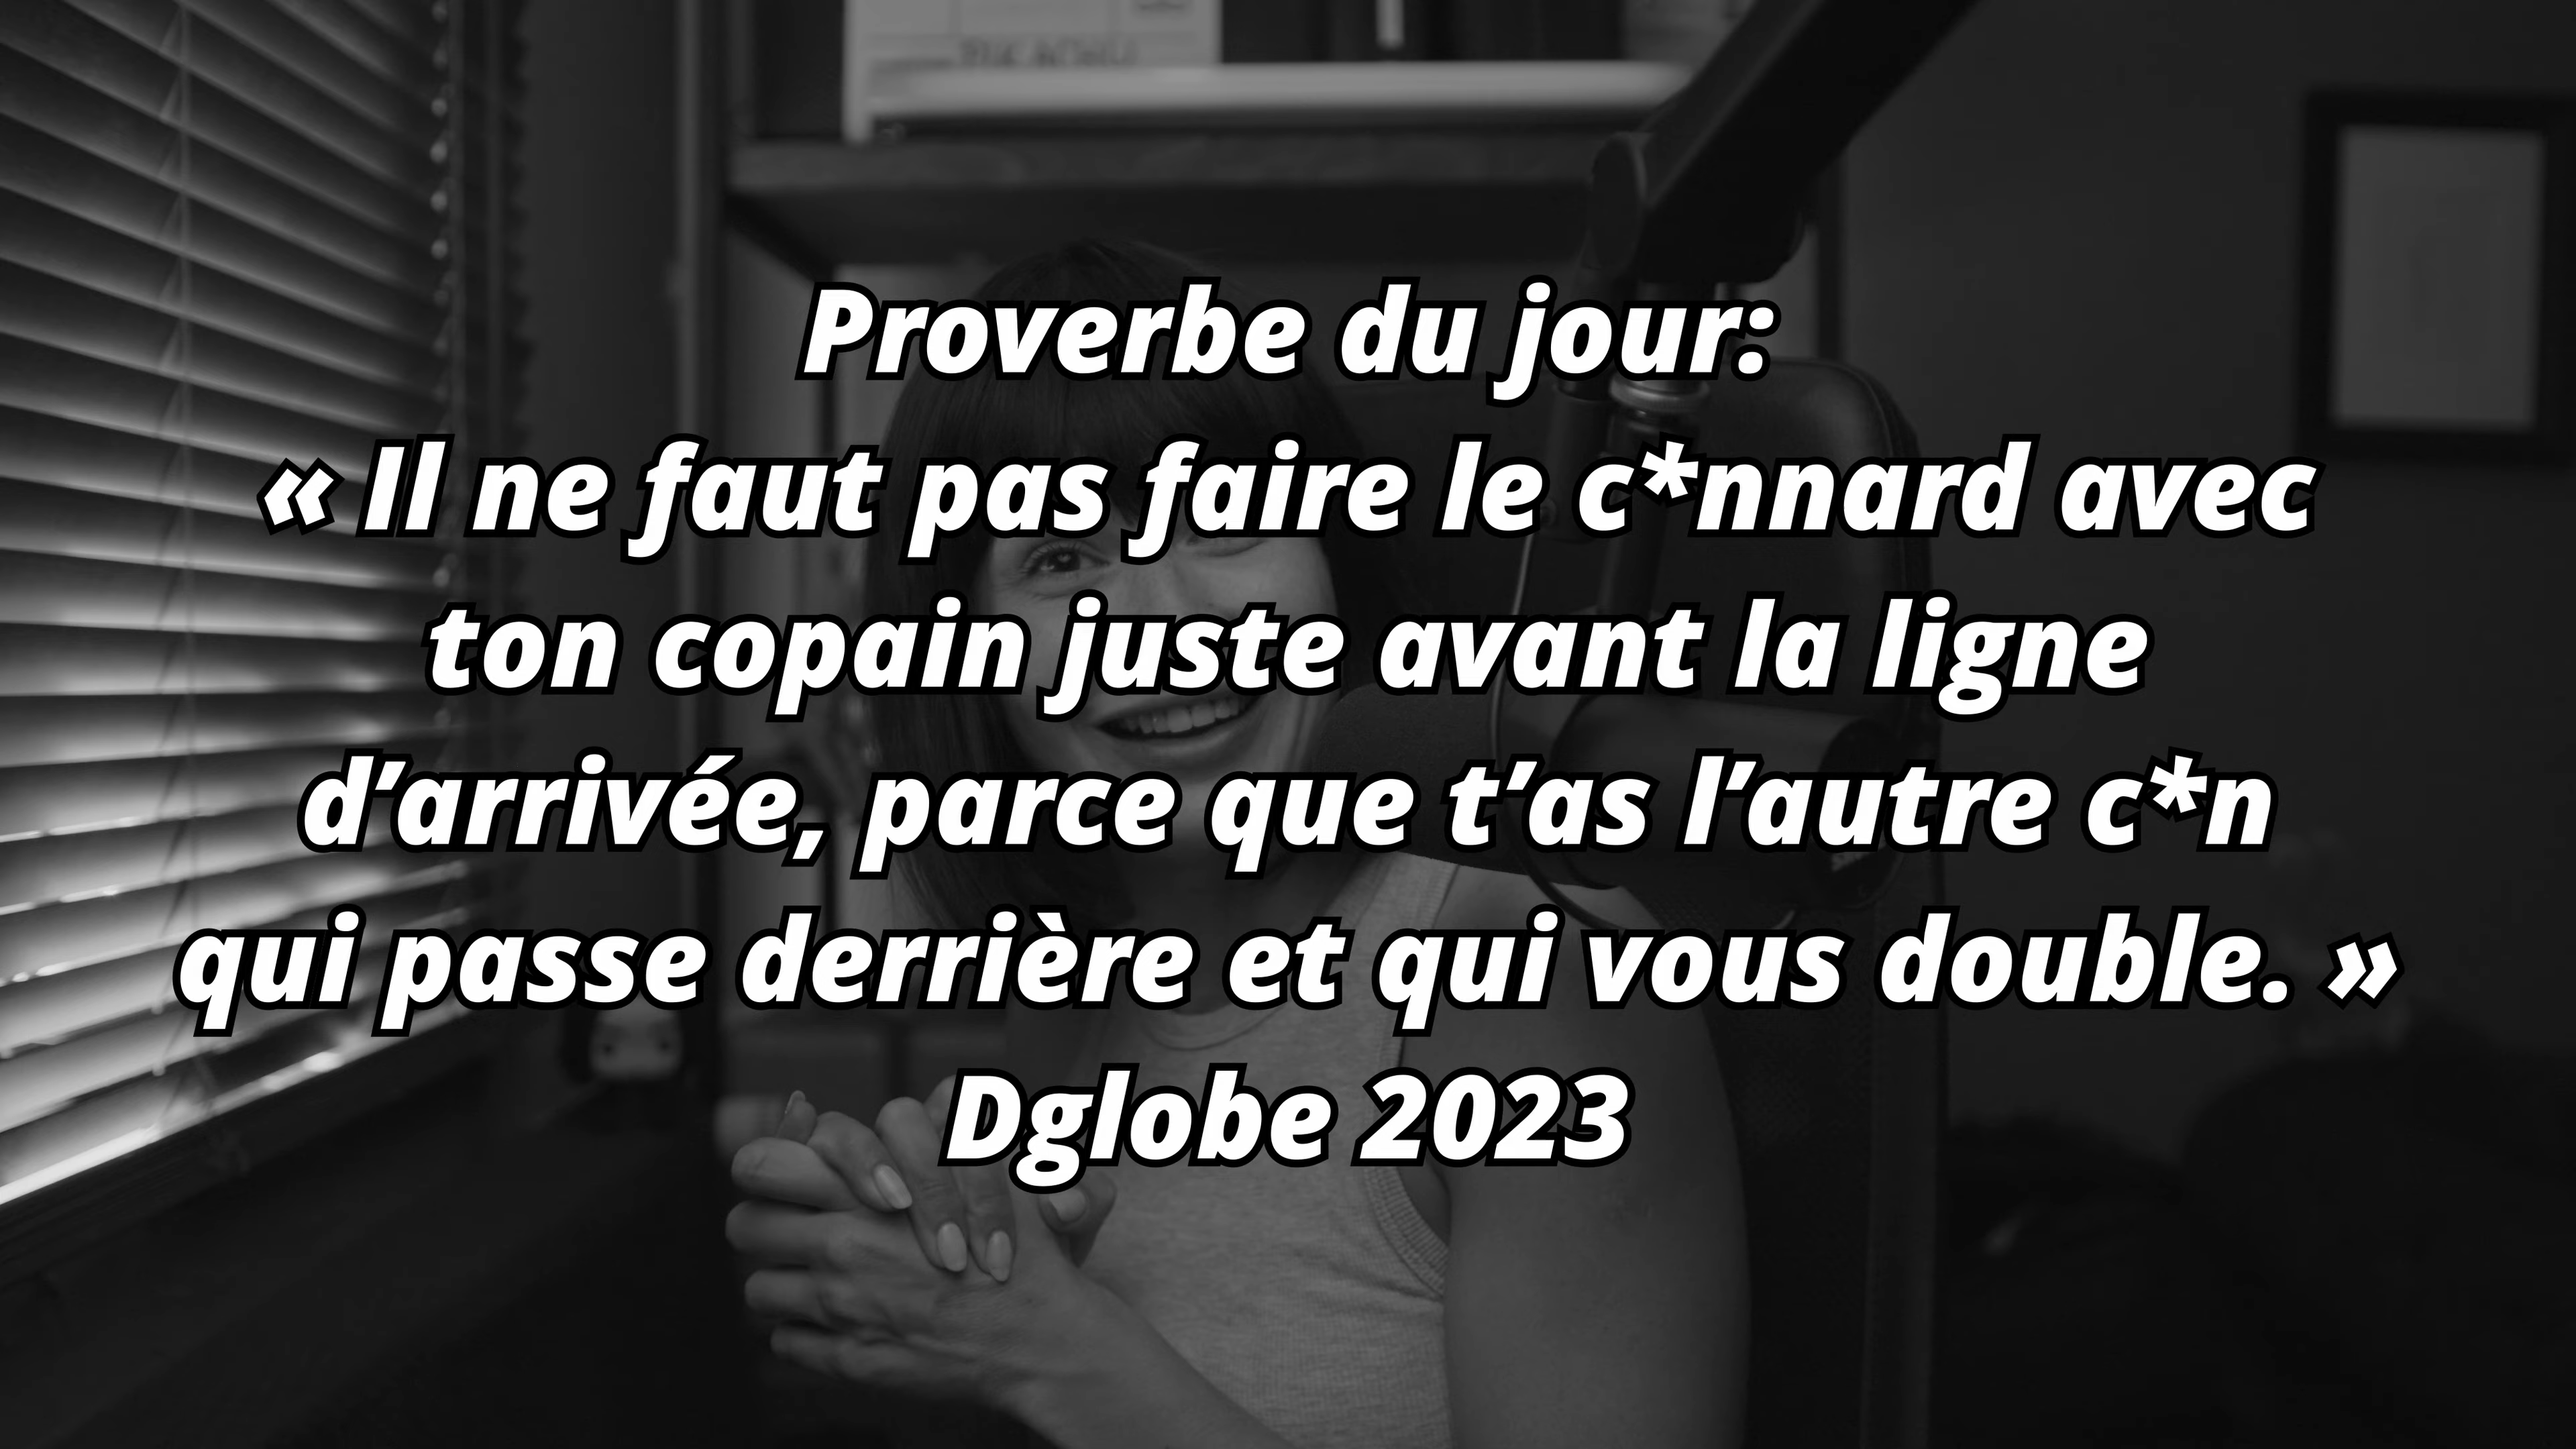 PIKACHU
Proverbe du jour:
« Il ne faut pas faire le c*nnard avec
ton copain juste avant la ligne
d’arrivée, parce que t’as l’autre c*n
qui passe derrière et qui vous double. »
Dglobe 2023